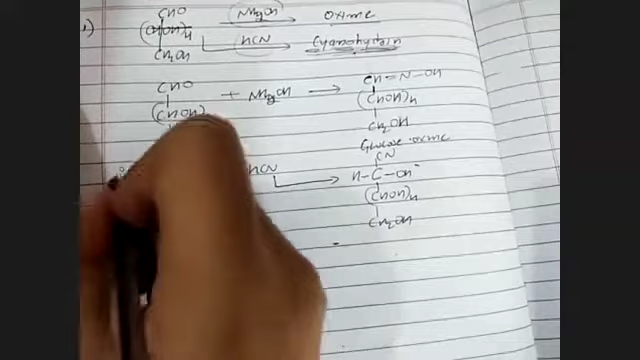 CHO NH2OH Oxime
(CHOH)4 HCN Cyanohydrin
CH2OH
CHO + NH2OH → CH=N-OH
(CHOH)4 (CHOH)4
CH2OH
Glucose oxime
HCN CN
H-C-OH
(CHOH)4
CH2OH